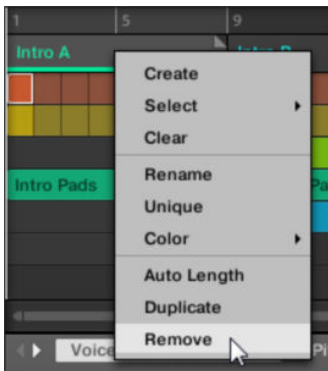 1 5 9
Intro A
Create
Select
Clear
Rename
Intro Pads
Unique
Color
Auto Length
Duplicate
Remove
Voice